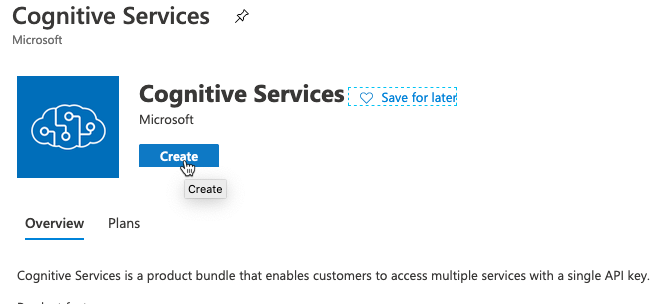 Cognitive Services
Microsoft
Cognitive Services Save for later
Microsoft
Create
Create
Overview Plans
Cognitive Services is a product bundle that enables customers to access multiple services with a single API key.